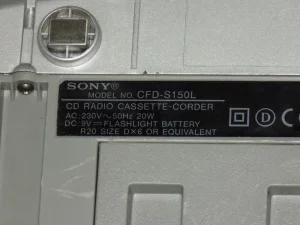 SONY®
MODEL NO. CFD-S150L
CD RADIO CASSETTE-CORDER
AC: 230V ~ 50Hz 20W
DC: 9V ⎓ FLASHLIGHT BATTERY
R20 SIZE D×6 OR EQUIVALENT
D C